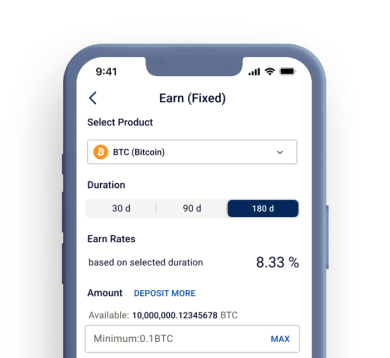 9:41
Earn (Fixed)
Select Product
BTC (Bitcoin)
Duration
30 d 90 d 180 d
Earn Rates
based on selected duration 8.33 %
Amount DEPOSIT MORE
Available: 10,000,000.12345678 BTC
Minimum:0.1BTC MAX